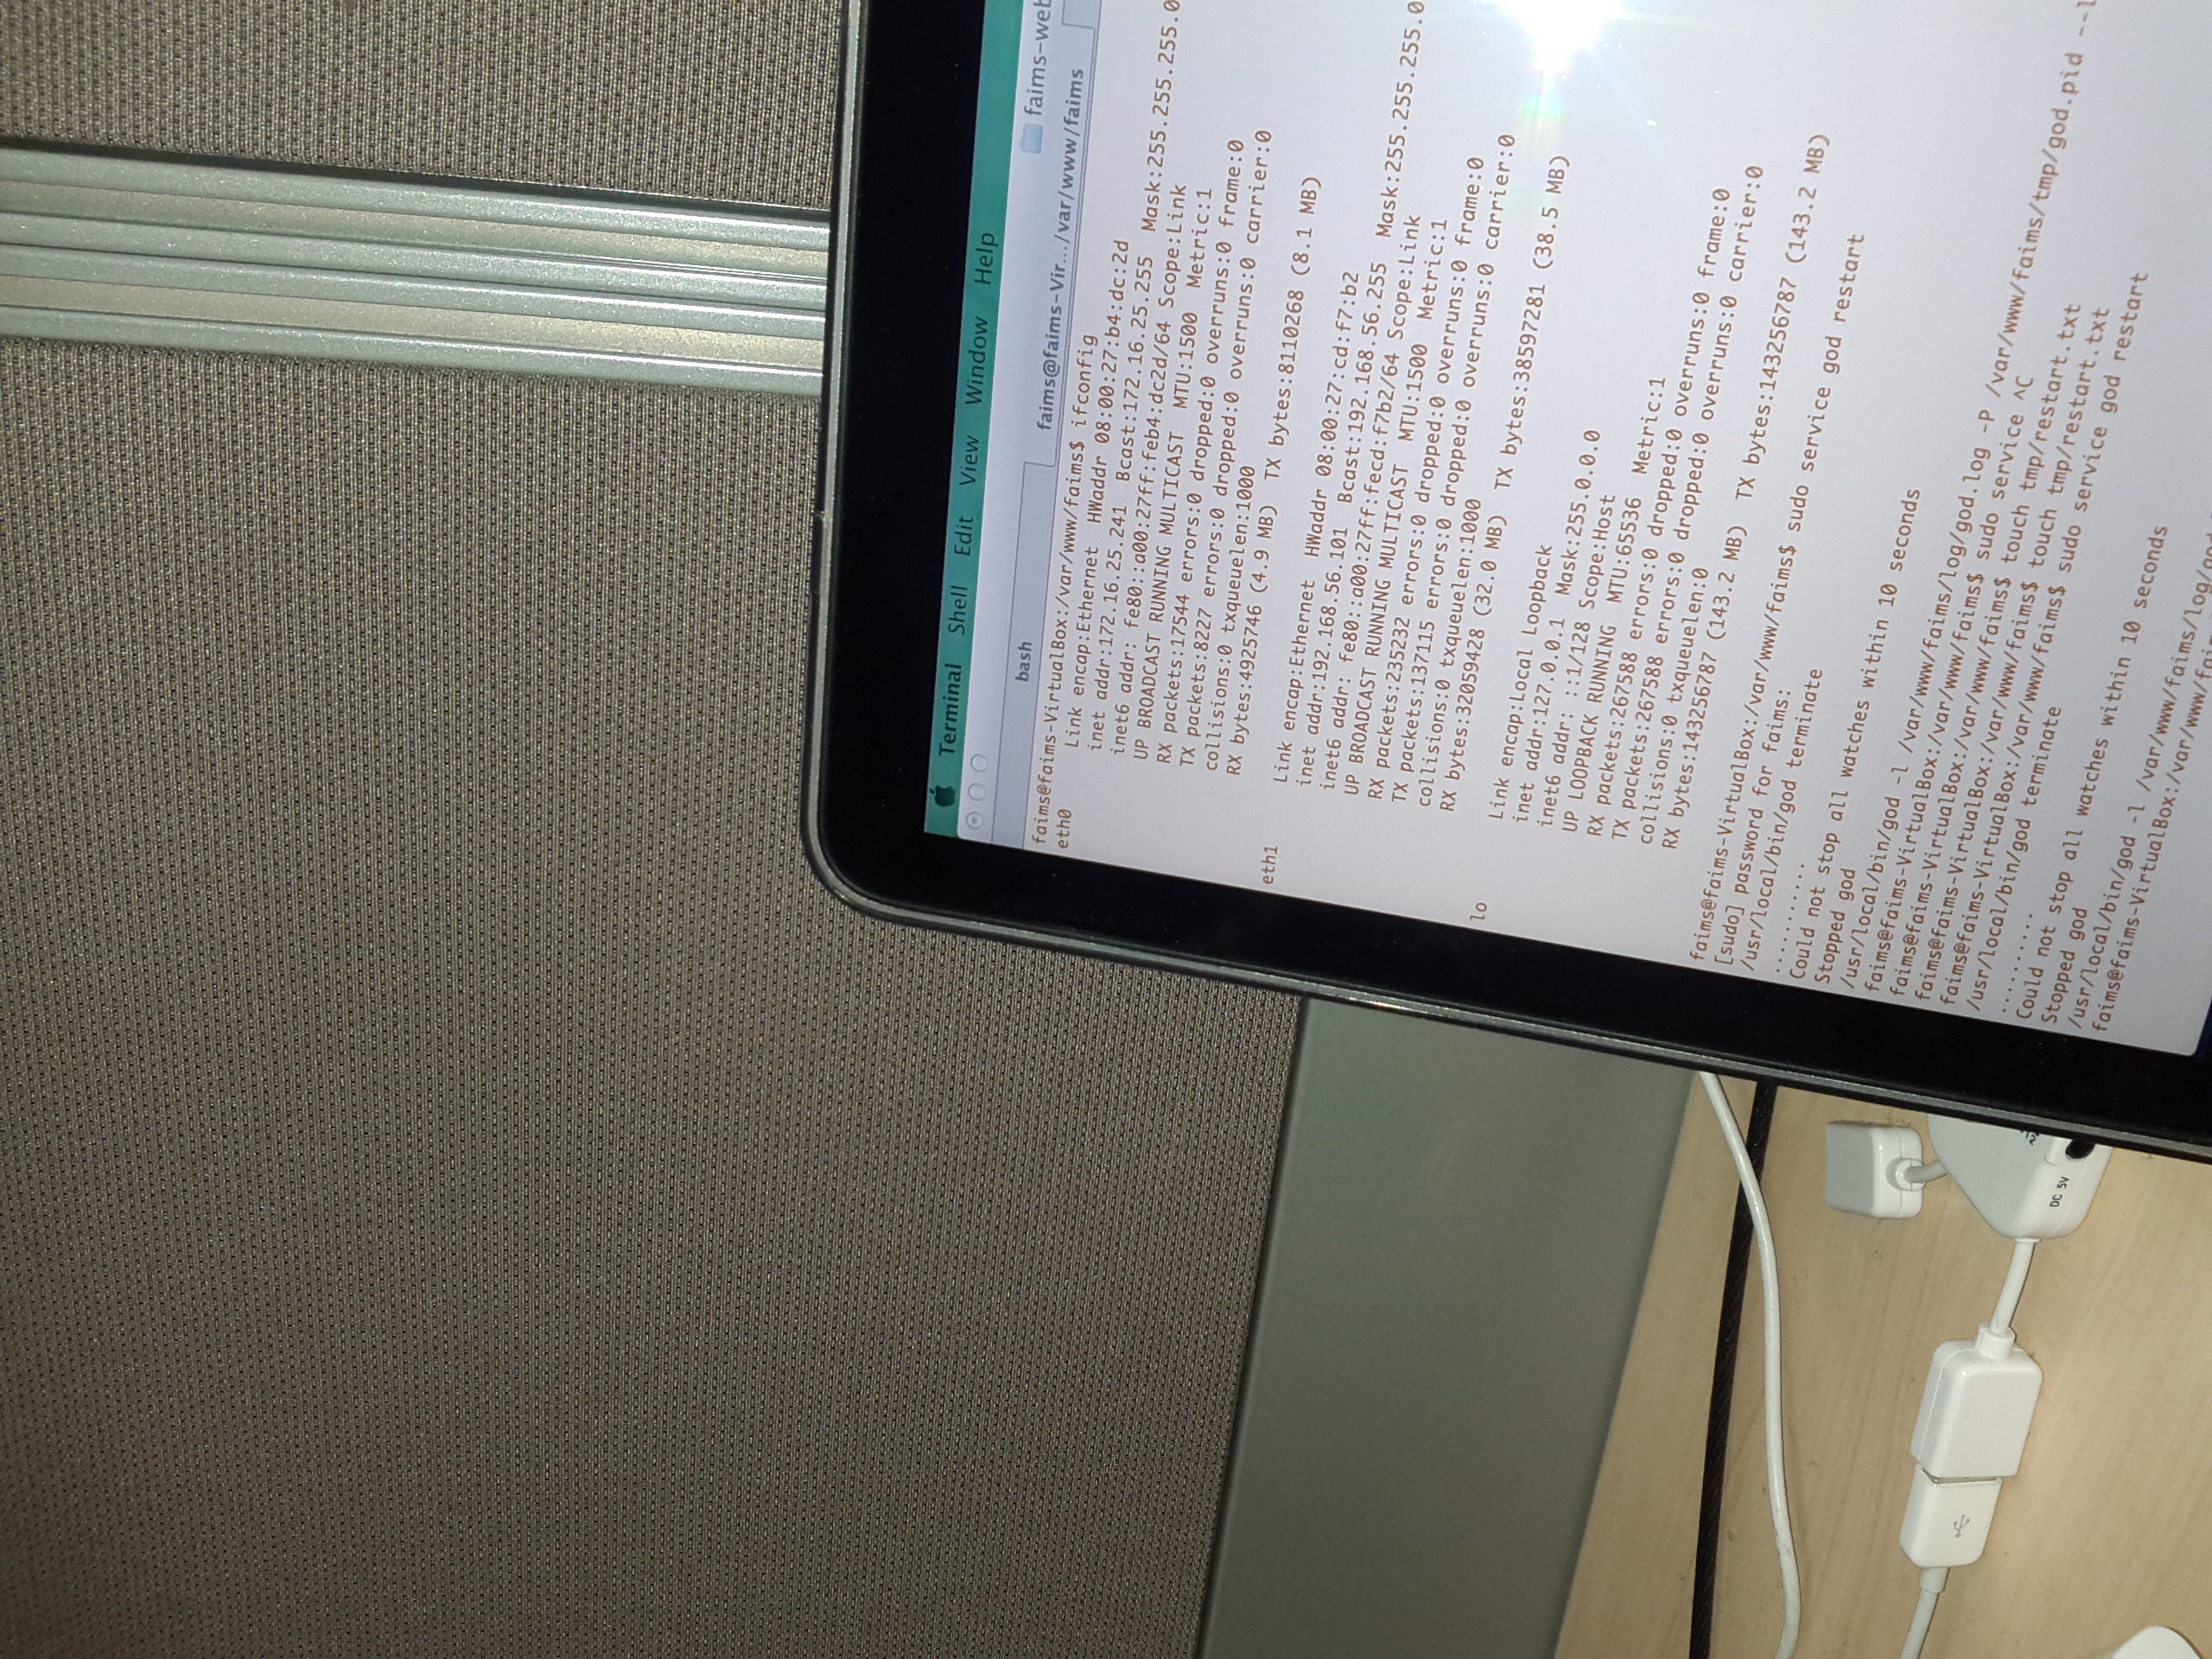 Terminal Shell Edit View Window Help
faims-web
bash
faims@faims-Vir.../var/www/faims
faims@faims-VirtualBox:/var/www/faims$ ifconfig
eth0 Link encap:Ethernet HWaddr 08:00:27:b4:dc:2d
inet addr:172.16.25.241 Bcast:172.16.25.255 Mask:255.255.255.0
inet6 addr: fe80::a00:27ff:feb4:dc2d/64 Scope:Link
UP BROADCAST RUNNING MULTICAST MTU:1500 Metric:1
RX packets:17544 errors:0 dropped:0 overruns:0 frame:0
TX packets:8227 errors:0 dropped:0 overruns:0 carrier:0
collisions:0 txqueuelen:1000
RX bytes:4925746 (4.9 MB) TX bytes:8110268 (8.1 MB)
eth1 Link encap:Ethernet HWaddr 08:00:27:cd:f7:b2
inet addr:192.168.56.101 Bcast:192.168.56.255 Mask:255.255.255.0
inet6 addr: fe80::a00:27ff:fecd:f7b2/64 Scope:Link
UP BROADCAST RUNNING MULTICAST MTU:1500 Metric:1
RX packets:235232 errors:0 dropped:0 overruns:0 frame:0
TX packets:137115 errors:0 dropped:0 overruns:0 carrier:0
collisions:0 txqueuelen:1000
RX bytes:32059428 (32.0 MB) TX bytes:38597281 (38.5 MB)
lo Link encap:Local Loopback
inet addr:127.0.0.1 Mask:255.0.0.0
inet6 addr: ::1/128 Scope:Host
UP LOOPBACK RUNNING MTU:65536 Metric:1
RX packets:267588 errors:0 dropped:0 overruns:0 frame:0
TX packets:267588 errors:0 dropped:0 overruns:0 carrier:0
collisions:0 txqueuelen:0
RX bytes:143256787 (143.2 MB) TX bytes:143256787 (143.2 MB)
faims@faims-VirtualBox:/var/www/faims$ sudo service god restart
[sudo] password for faims:
/usr/local/bin/god terminate
...........
Could not stop all watches within 10 seconds
Stopped god
/usr/local/bin/god -l /var/www/faims/log/god.log -P /var/www/faims/tmp/god.pid --l
faims@faims-VirtualBox:/var/www/faims$ sudo service ^C
faims@faims-VirtualBox:/var/www/faims$ touch tmp/restart.txt
faims@faims-VirtualBox:/var/www/faims$ touch tmp/restart.txt
faims@faims-VirtualBox:/var/www/faims$ sudo service god restart
/usr/local/bin/god terminate
..........
Could not stop all watches within 10 seconds
Stopped god
/usr/local/bin/god -l /var/www/faims/log/god
faims@faims-VirtualBox:/var/www/faims
DC 5V